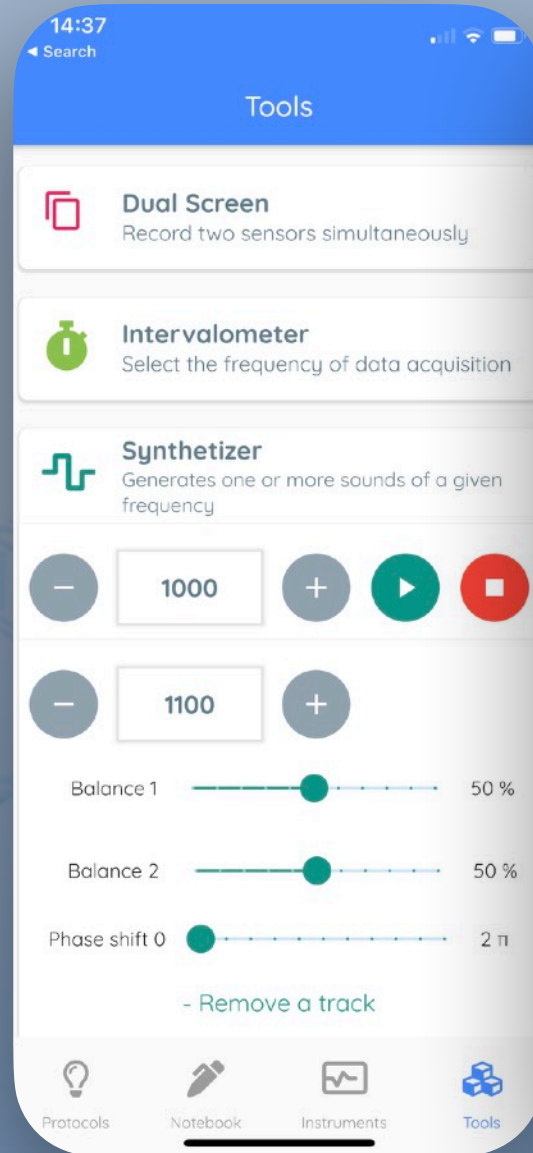 14:37
◀ Search
Tools
Dual Screen
Record two sensors simultaneously
Intervalometer
Select the frequency of data acquisition
Synthetizer
Generates one or more sounds of a given
frequency
1000
1100
Balance 1 50 %
Balance 2 50 %
Phase shift 0 2 π
- Remove a track
Protocols Notebook Instruments Tools